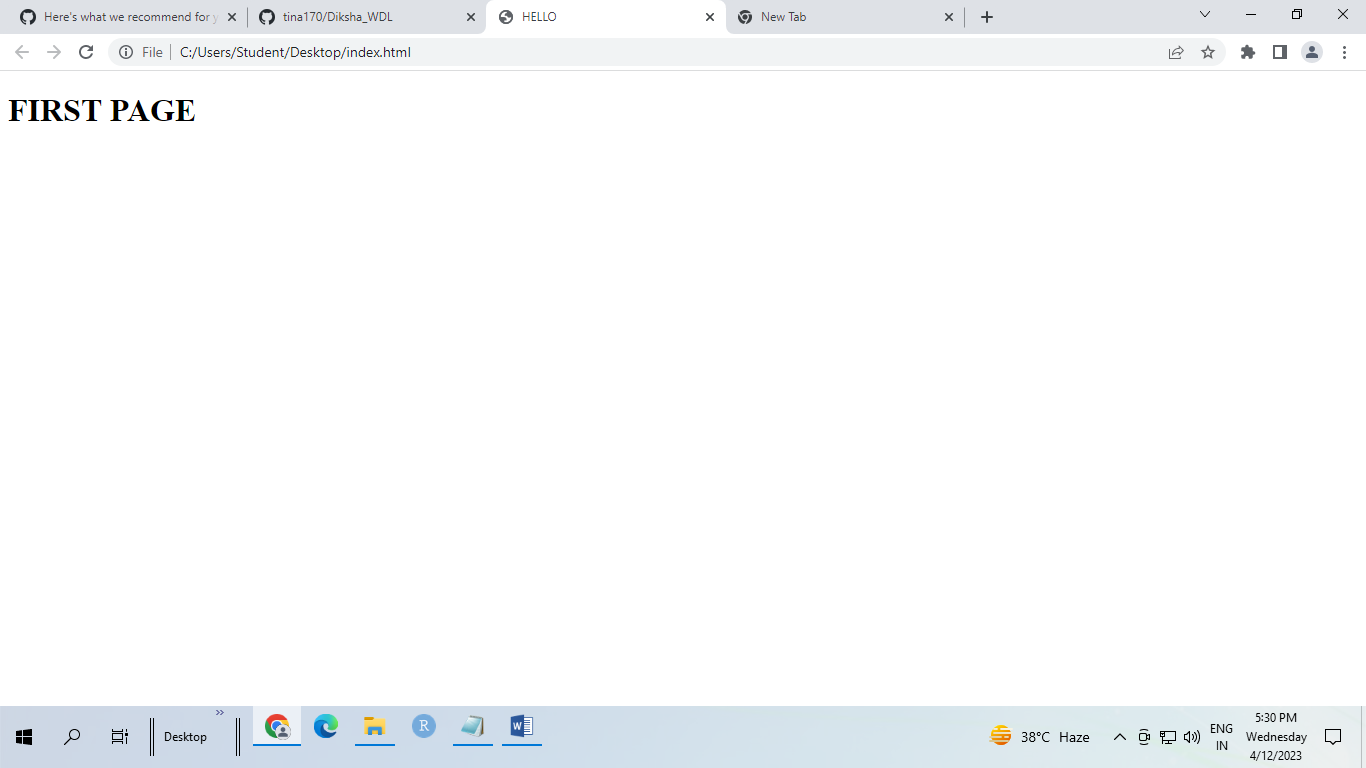 Here's what we recommend for y
tina170/Diksha_WDL
HELLO
New Tab
File
C:/Users/Student/Desktop/index.html
FIRST PAGE
Desktop
R
W
38°C Haze
ENG
IN
5:30 PM
Wednesday
4/12/2023